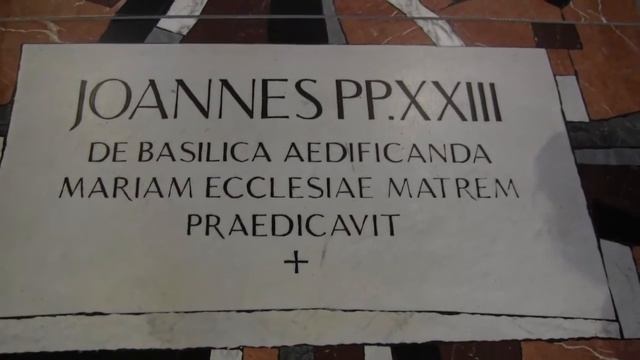 JOANNES PP.XXIII
DE BASILICA AEDIFICANDA
MARIAM ECCLESIAE MATREM
PRAEDICAVIT
+